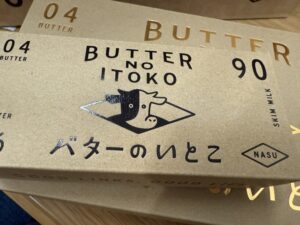 04
BUTTER
BUTTER
04
BUTTER
BUTTER
NO
ITOKO
90
SKIM MILK
バターのいとこ
NASU